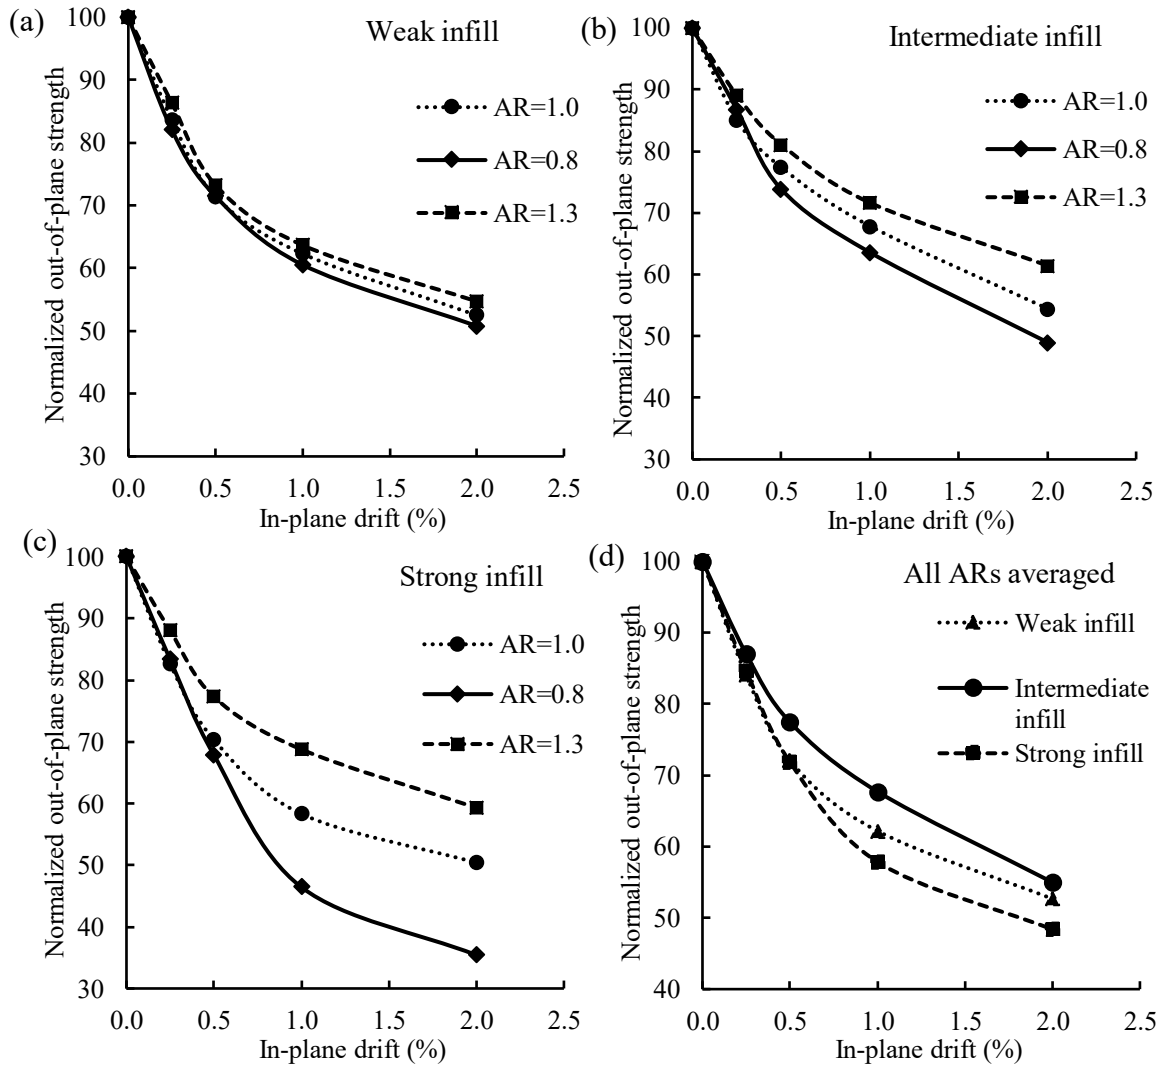 (a)
Weak infill
Normalized out-of-plane strength
100
90
80
70
60
50
40
30
AR=1.0
AR=0.8
AR=1.3
0.0 0.5 1.0 1.5 2.0 2.5
In-plane drift (%)
(b)
Intermediate infill
Normalized out-of-plane strength
100
90
80
70
60
50
40
30
AR=1.0
AR=0.8
AR=1.3
0.0 0.5 1.0 1.5 2.0 2.5
In-plane drift (%)
(c)
Strong infill
Normalized out-of-plane strength
100
90
80
70
60
50
40
30
AR=1.0
AR=0.8
AR=1.3
0.0 0.5 1.0 1.5 2.0 2.5
In-plane drift (%)
(d)
All ARs averaged
Normalized out-of-plane strength
100
90
80
70
60
50
40
Weak infill
Intermediate
infill
Strong infill
0.0 0.5 1.0 1.5 2.0 2.5
In-plane drift (%)